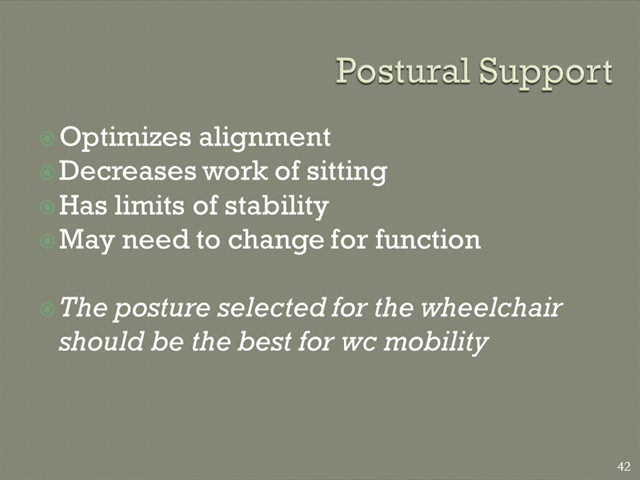 Postural Support
Optimizes alignment
Decreases work of sitting
Has limits of stability
May need to change for function
The posture selected for the wheelchair
should be the best for wc mobility
42